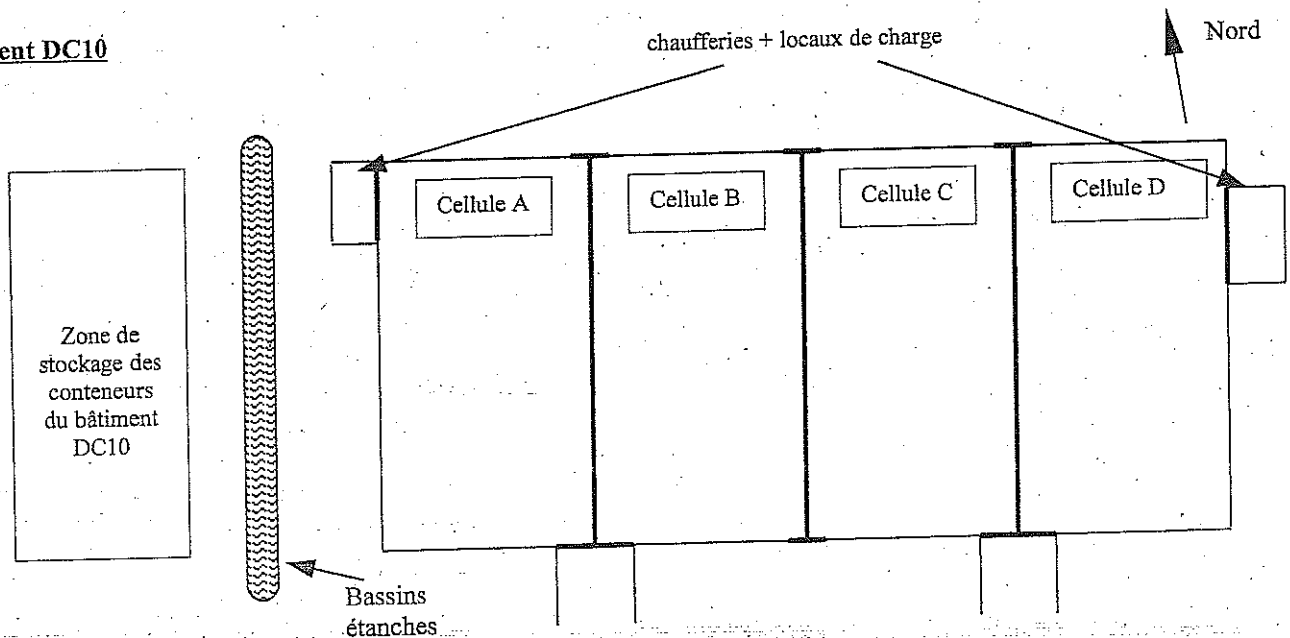 ent DC10
chaufferies + locaux de charge
Nord
Cellule A
Cellule B
Cellule C
Cellule D
Zone de
stockage des
conteneurs
du bâtiment
DC10
Bassins
étanches